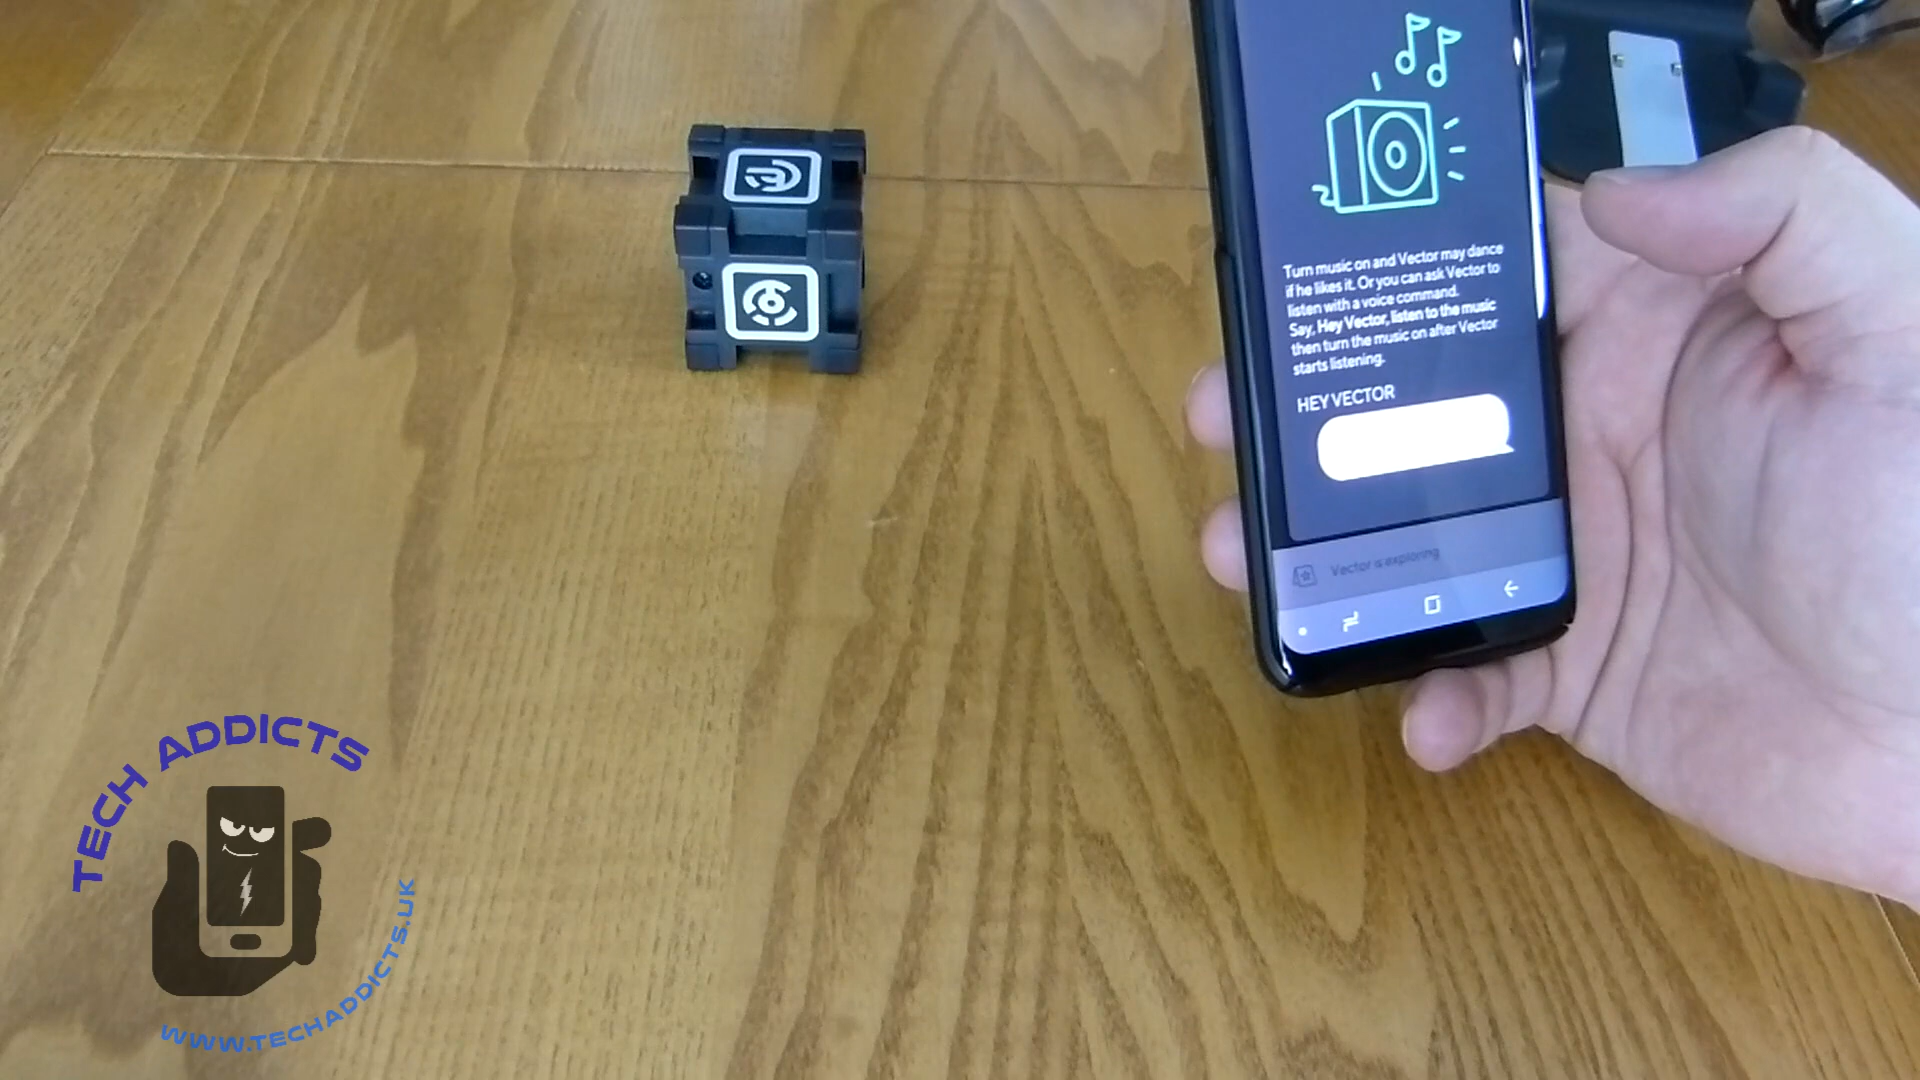 Turn music on and Vector may dance
if he likes it. Or you can ask Vector to
listen with a voice command.
Say, Hey Vector, listen to the music
then turn the music on after Vector
starts listening.
HEY VECTOR
Vector is exploring
TECH ADDICTS
WWW.TECHADDICTS.UK